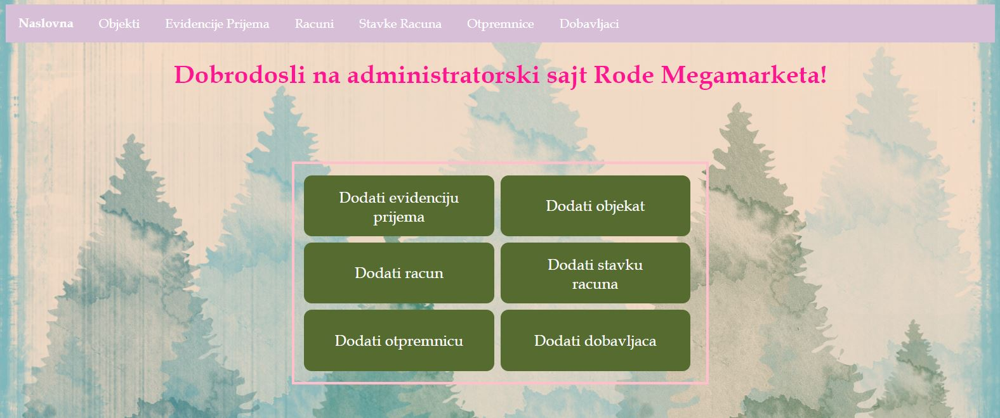 Naslovna Objekti Evidencije Prijema Racuni Stavke Racuna Otpremnice Dobavljaci
Dobrodosli na administratorski sajt Rode Megamarketa!
Dodati evidenciju
prijema
Dodati objekat
Dodati racun
Dodati stavku
racuna
Dodati otpremnicu
Dodati dobavljaca